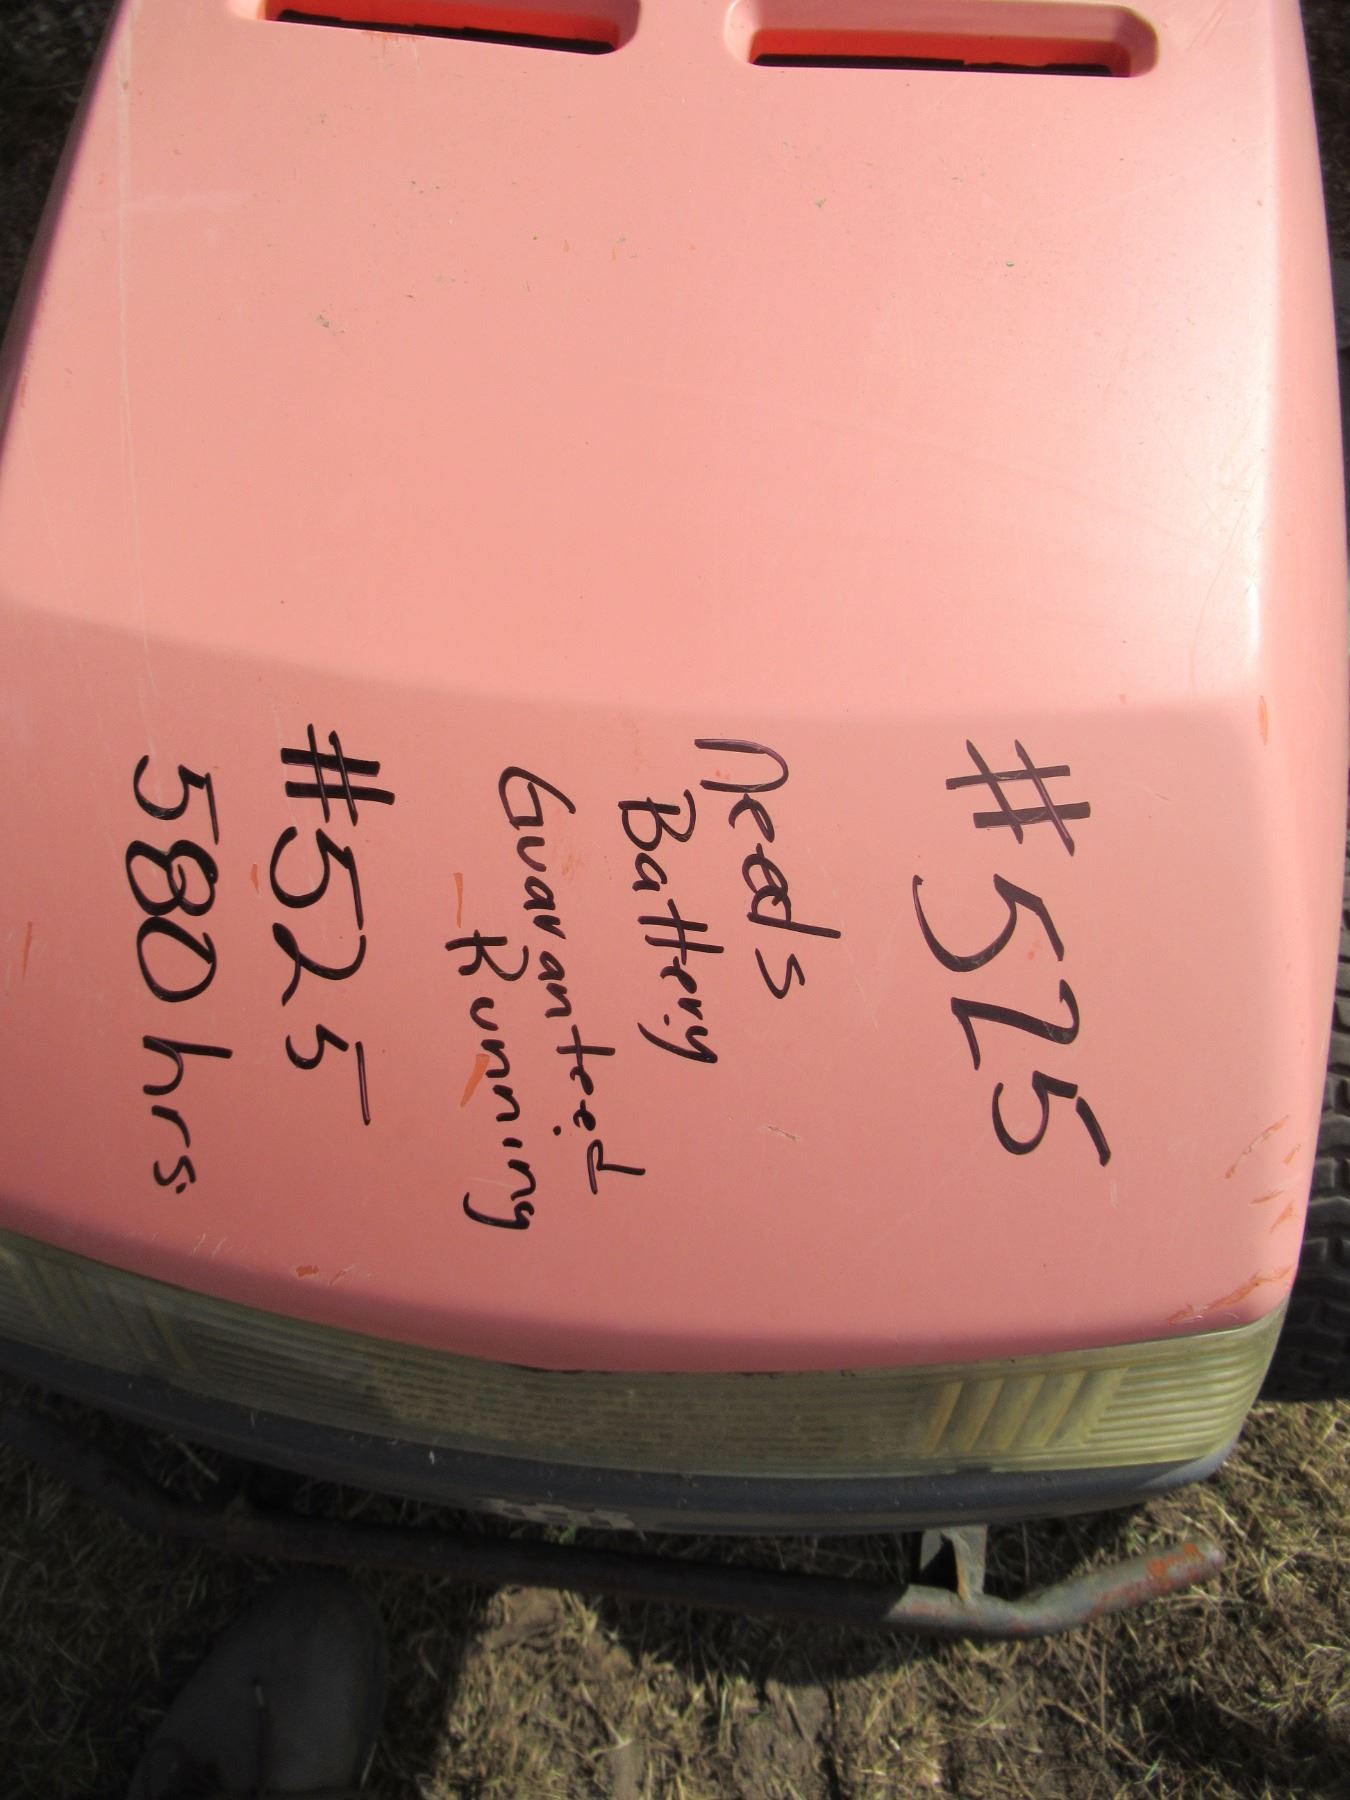 #525
Needs
Battery
Guaranteed
Running
#525
580 hrs.